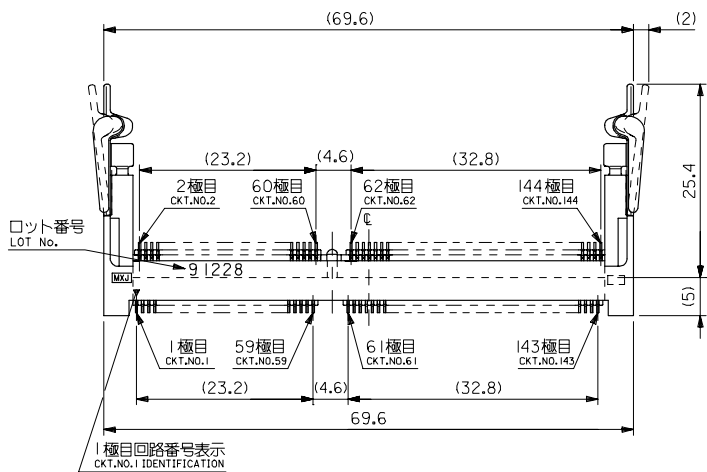 (69.6)
(2)
(23.2)
(4.6)
(32.8)
25.4
2極目
CKT.NO.2
60極目
CKT.NO.60
62極目
CKT.NO.62
144極目
CKT.NO.144
℄
ロット番号
LOT No.
91228
MXJ
(5)
1極目
CKT.NO.1
59極目
CKT.NO.59
61極目
CKT.NO.61
143極目
CKT.NO.143
(23.2)
(4.6)
(32.8)
69.6
1極目回路番号表示
CKT.NO.1 IDENTIFICATION